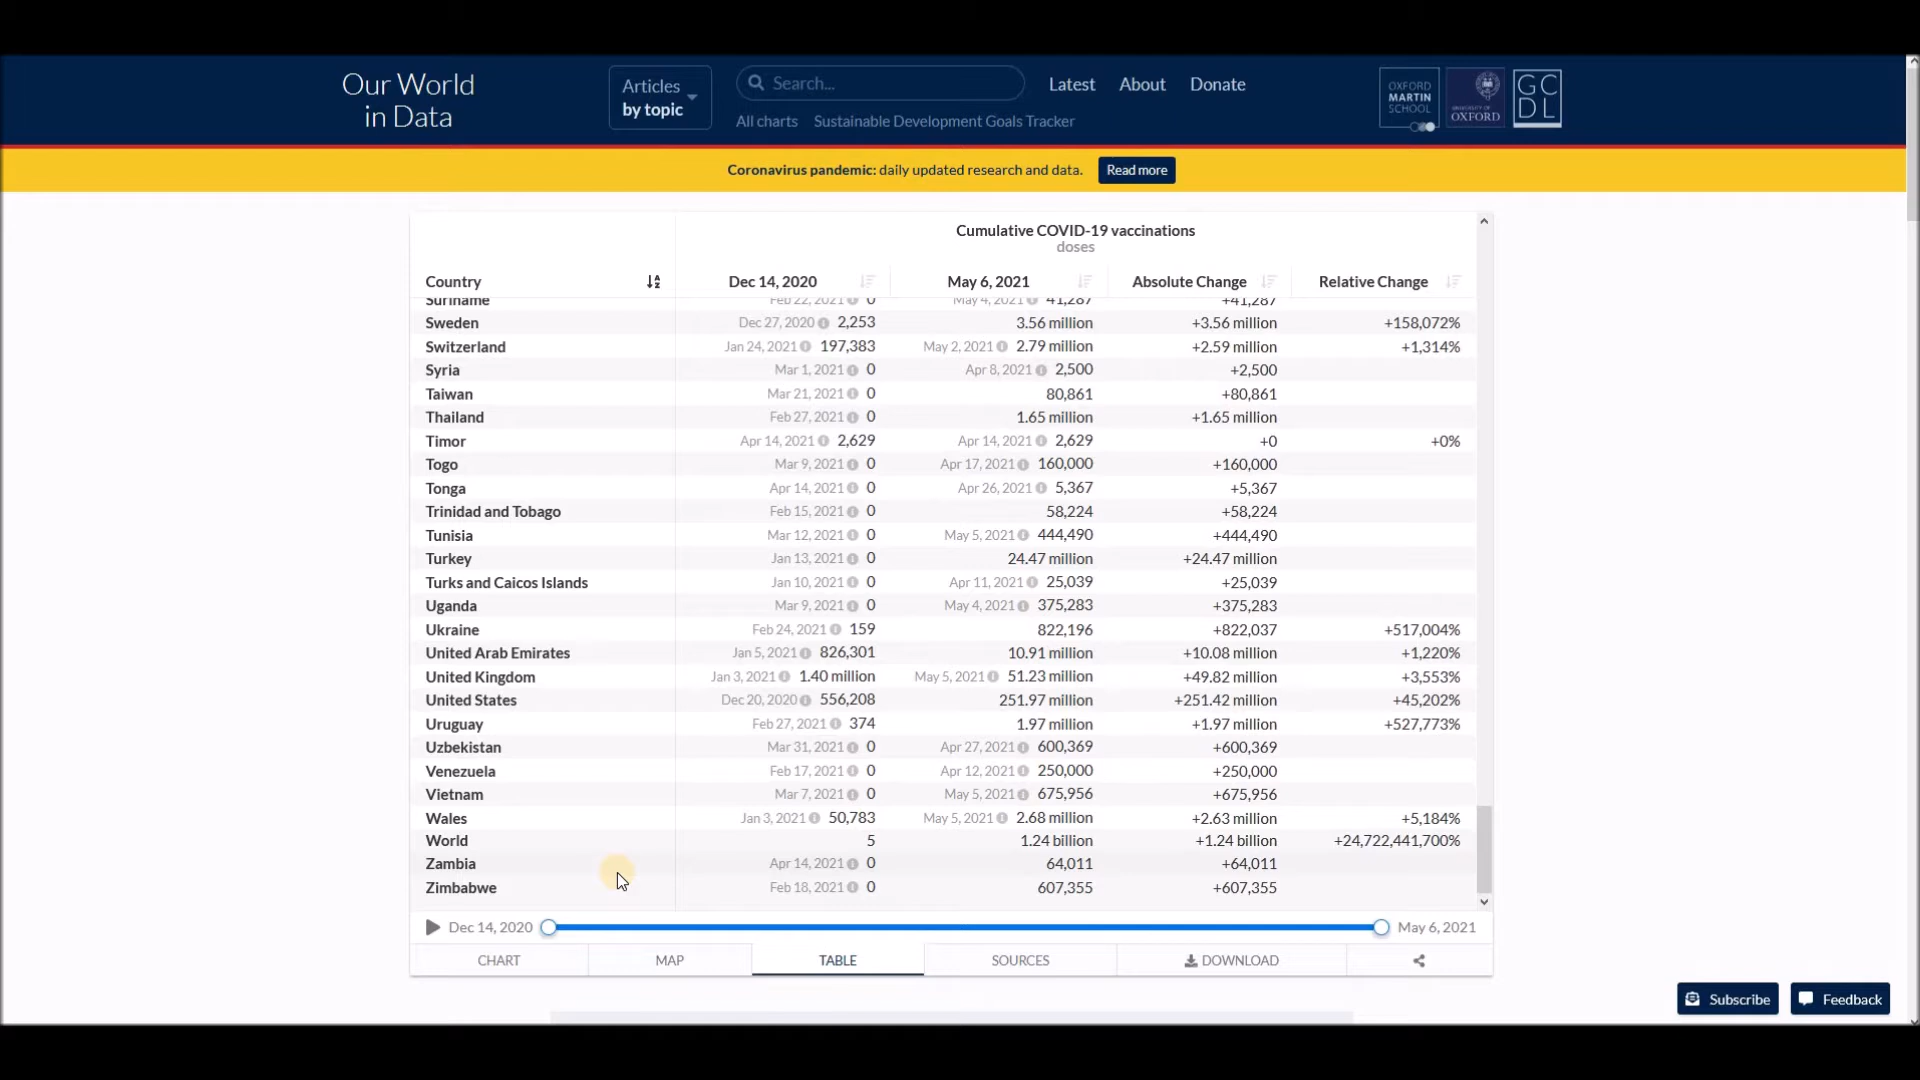 Our World
in Data
Articles
by topic
Search...
Latest
About
Donate
All charts
Sustainable Development Goals Tracker
OXFORD
MARTIN
SCHOOL
UNIVERSITY OF
OXFORD
GC
DL
Coronavirus pandemic: daily updated research and data.
Read more
Cumulative COVID-19 vaccinations
doses
Country Dec 14, 2020 May 6, 2021 Absolute Change Relative Change
Suriname Feb 22, 2021 0 May 4, 2021 41,287 +41,287
Sweden Dec 27, 2020 2,253 3.56 million +3.56 million +158,072%
Switzerland Jan 24, 2021 197,383 May 2, 2021 2.79 million +2.59 million +1,314%
Syria Mar 1, 2021 0 Apr 8, 2021 2,500 +2,500
Taiwan Mar 21, 2021 0 80,861 +80,861
Thailand Feb 27, 2021 0 1.65 million +1.65 million
Timor Apr 14, 2021 2,629 Apr 14, 2021 2,629 +0 +0%
Togo Mar 9, 2021 0 Apr 17, 2021 160,000 +160,000
Tonga Apr 14, 2021 0 Apr 26, 2021 5,367 +5,367
Trinidad and Tobago Feb 15, 2021 0 58,224 +58,224
Tunisia Mar 12, 2021 0 May 5, 2021 444,490 +444,490
Turkey Jan 13, 2021 0 24.47 million +24.47 million
Turks and Caicos Islands Jan 10, 2021 0 Apr 11, 2021 25,039 +25,039
Uganda Mar 9, 2021 0 May 4, 2021 375,283 +375,283
Ukraine Feb 24, 2021 159 822,196 +822,037 +517,004%
United Arab Emirates Jan 5, 2021 826,301 10.91 million +10.08 million +1,220%
United Kingdom Jan 3, 2021 1.40 million May 5, 2021 51.23 million +49.82 million +3,553%
United States Dec 20, 2020 556,208 251.97 million +251.42 million +45,202%
Uruguay Feb 27, 2021 374 1.97 million +1.97 million +527,773%
Uzbekistan Mar 31, 2021 0 Apr 27, 2021 600,369 +600,369
Venezuela Feb 17, 2021 0 Apr 12, 2021 250,000 +250,000
Vietnam Mar 7, 2021 0 May 5, 2021 675,956 +675,956
Wales Jan 3, 2021 50,783 May 5, 2021 2.68 million +2.63 million +5,184%
World 5 1.24 billion +1.24 billion +24,722,441,700%
Zambia Apr 14, 2021 0 64,011 +64,011
Zimbabwe Feb 18, 2021 0 607,355 +607,355
Dec 14, 2020 May 6, 2021
CHART MAP TABLE SOURCES DOWNLOAD
Subscribe
Feedback